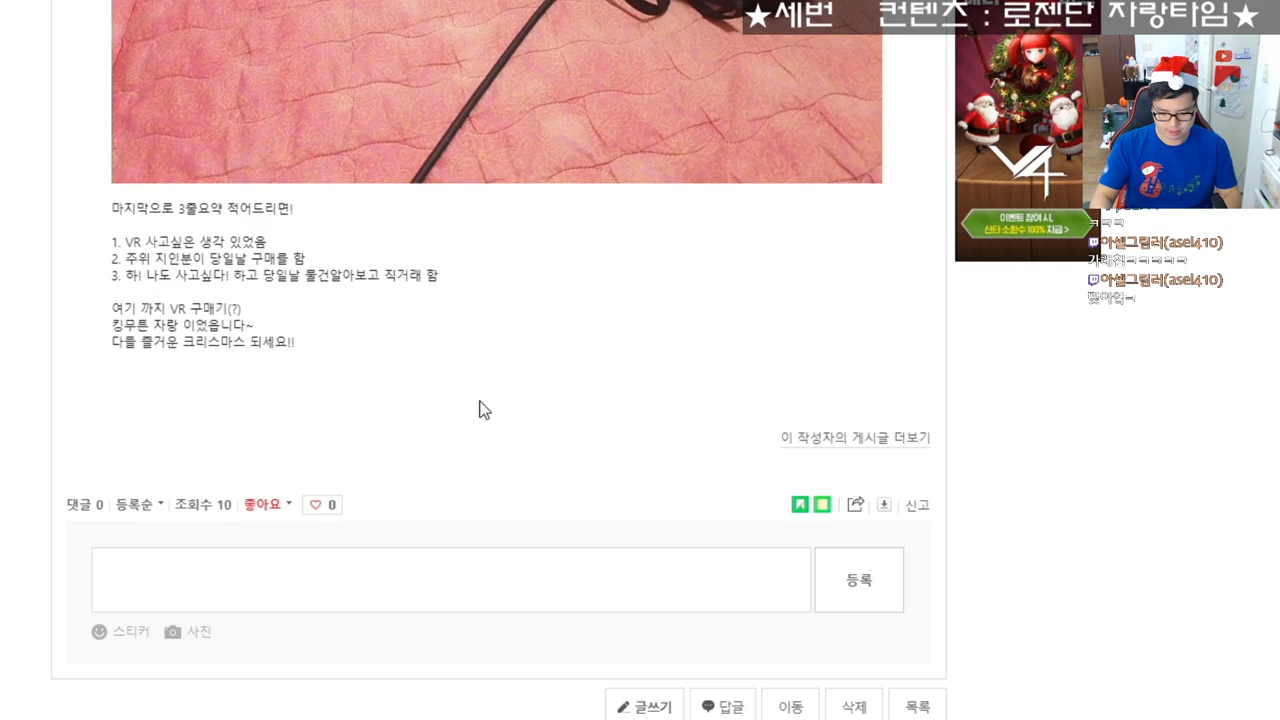 ★세번 컨텐츠 : 로젠단 자랑타임★
V4
이벤트 참여 시,
산타 소환수 100% 지급 >
ㅋㅋㅋ
아셀그림러(asel410)
아셀그림러(asel410)
마지막으로 3줄요약 적어드리면!
1. VR 사고싶은 생각 있었음
2. 주위 지인분이 당일날 구매를 함
3. 하! 나도 사고싶다! 하고 당일날 물건알아보고 직거래 함
여기 까지 VR 구매기(?)
킹무튼 자랑 이었읍니다~
다들 즐거운 크리스마스 되세요!!
이 작성자의 게시글 더보기
댓글 0 등록순 조회수 10 좋아요 0 신고
등록
스티커 사진
글쓰기 답글 이동 삭제 목록